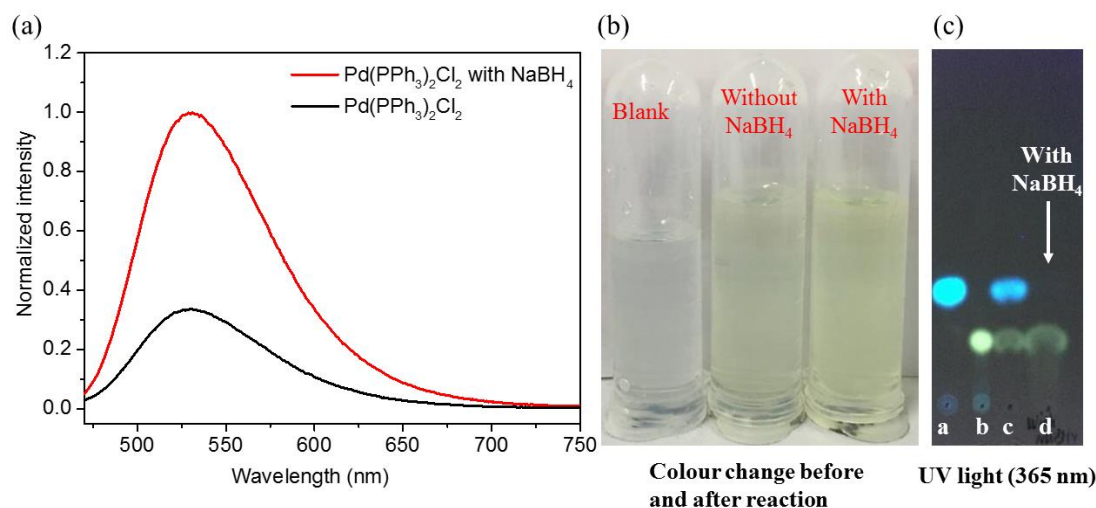 (a)
1.2
1.0
0.8
0.6
0.4
0.2
0.0
Normalized intensity
500
550
600
650
700
750
Wavelength (nm)
Pd(PPh₃)₂Cl₂ with NaBH₄
Pd(PPh₃)₂Cl₂
(b)
Blank
Without
NaBH₄
With
NaBH₄
Colour change before
and after reaction
(c)
With
NaBH₄
a b c d
UV light (365 nm)